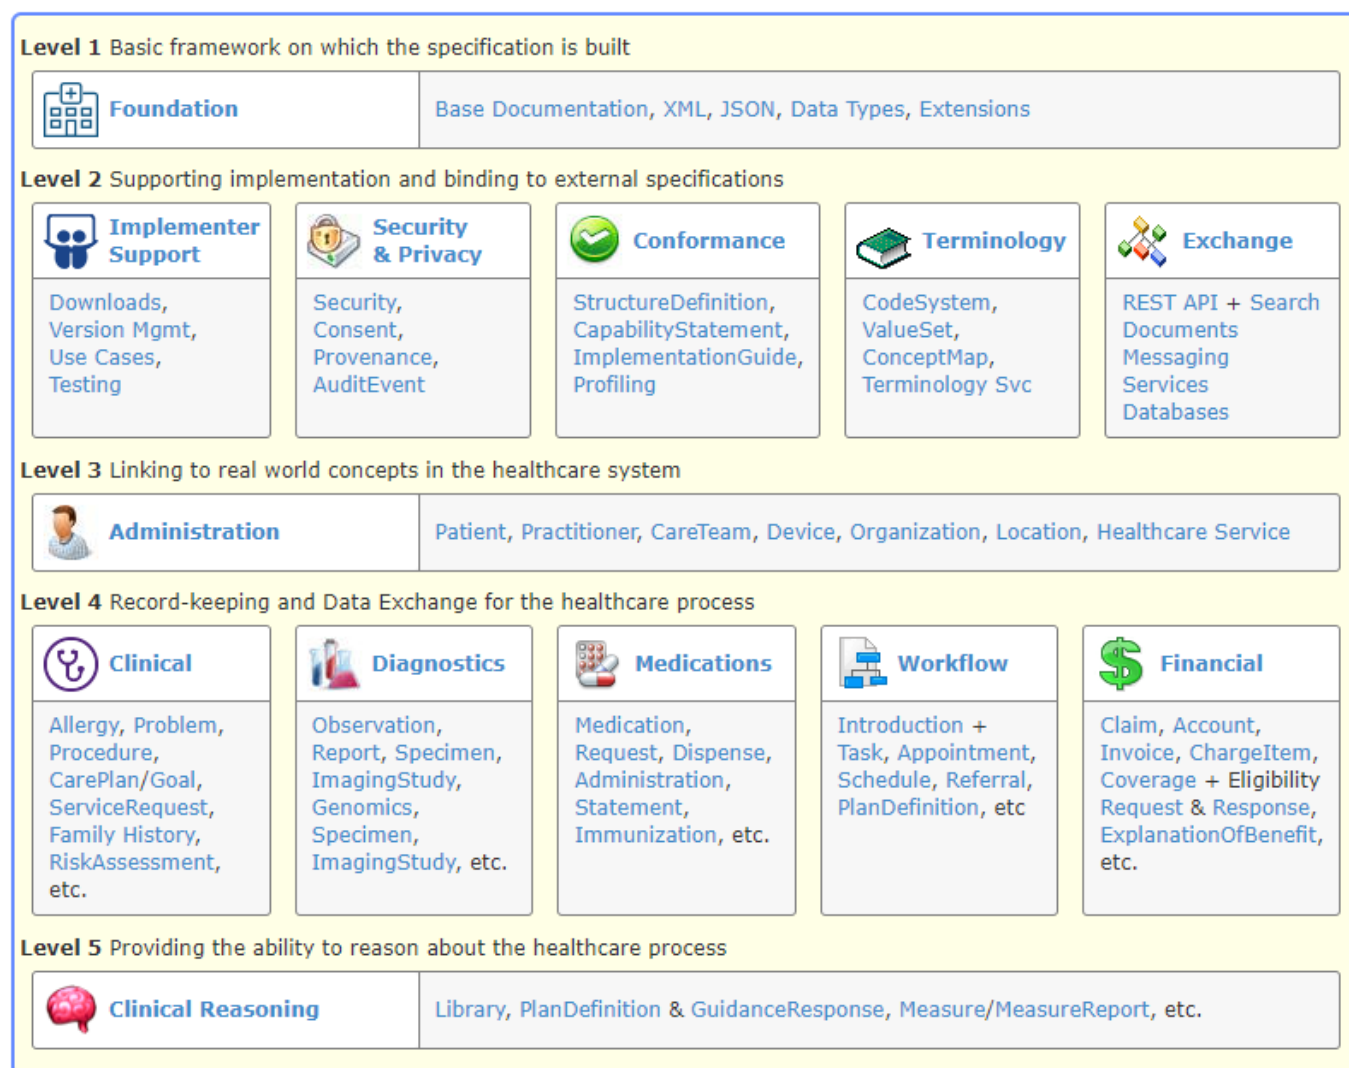 Level 1 Basic framework on which the specification is built
Foundation
Base Documentation, XML, JSON, Data Types, Extensions
Level 2 Supporting implementation and binding to external specifications
Implementer
Support
Downloads,
Version Mgmt,
Use Cases,
Testing
Security
& Privacy
Security,
Consent,
Provenance,
AuditEvent
Conformance
StructureDefinition,
CapabilityStatement,
ImplementationGuide,
Profiling
Terminology
CodeSystem,
ValueSet,
ConceptMap,
Terminology Svc
Exchange
REST API + Search
Documents
Messaging
Services
Databases
Level 3 Linking to real world concepts in the healthcare system
Administration
Patient, Practitioner, CareTeam, Device, Organization, Location, Healthcare Service
Level 4 Record-keeping and Data Exchange for the healthcare process
Clinical
Allergy, Problem,
Procedure,
CarePlan/Goal,
ServiceRequest,
Family History,
RiskAssessment,
etc.
Diagnostics
Observation,
Report, Specimen,
ImagingStudy,
Genomics,
Specimen,
ImagingStudy, etc.
Medications
Medication,
Request, Dispense,
Administration,
Statement,
Immunization, etc.
Workflow
Introduction +
Task, Appointment,
Schedule, Referral,
PlanDefinition, etc
Financial
Claim, Account,
Invoice, ChargeItem,
Coverage + Eligibility
Request & Response,
ExplanationOfBenefit,
etc.
Level 5 Providing the ability to reason about the healthcare process
Clinical Reasoning
Library, PlanDefinition & GuidanceResponse, Measure/MeasureReport, etc.